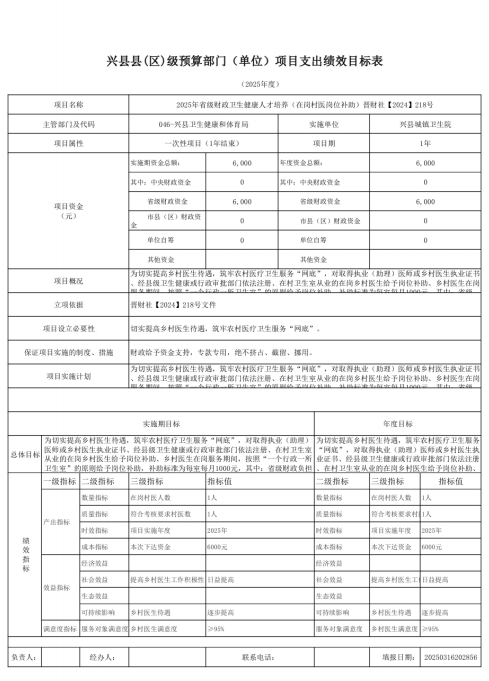 兴县县(区)级预算部门（单位）项目支出绩效目标表
（2025年度）
项目名称 2025年省级财政卫生健康人才培养（在岗村医岗位补助）晋财社【2024】218号
主管部门及代码 046-兴县卫生健康和体育局 实施单位 兴县城镇卫生院
项目属性 一次性项目（1年结束） 项目期 1年
项目资金（元）
实施期资金总额: 6,000 年度资金总额: 6,000
其中: 中央财政资金 0 其中: 中央财政资金 0
省级财政资金 6,000 省级财政资金 6,000
市县（区）财政资金 0 市县（区）财政资金 0
单位自筹 0 单位自筹 0
其他资金 其他资金
项目概况 为切实提高乡村医生待遇，筑牢农村医疗卫生服务“网底”，对取得执业（助理）医师或乡村医生执业证书
、经县级卫生健康或行政审批部门依法注册、在村卫生室从业的在岗乡村医生给予岗位补助。乡村医生在岗
立项依据 晋财社【2024】218号文件
项目设立必要性 切实提高乡村医生待遇，筑牢农村医疗卫生服务“网底”。
保证项目实施的制度、措施 财政给予资金支持，专款专用，绝不挤占、截留、挪用。
项目实施计划 为切实提高乡村医生待遇，筑牢农村医疗卫生服务“网底”，对取得执业（助理）医师或乡村医生执业证书
、经县级卫生健康或行政审批部门依法注册、在村卫生室从业的在岗乡村医生给予岗位补助。乡村医生在岗
实施期目标 年度目标
总体目标
为切实提高乡村医生待遇，筑牢农村医疗卫生服务“网底”，对取得执业（助理）
医师或乡村医生执业证书、经县级卫生健康或行政审批部门依法注册、在村卫生室
从业的在岗乡村医生给予岗位补助。乡村医生在岗服务期间，按照“一个行政一所
卫生室”的原则给予岗位补助，补助标准为每室每月1000元，其中：省级财政负担
为切实提高乡村医生待遇，筑牢农村医疗卫生服务
“网底”，对取得执业（助理）医师或乡村医生执
业证书、经县级卫生健康或行政审批部门依法注册
、在村卫生室从业的在岗乡村医生给予岗位补助。
绩效指标
一级指标 二级指标 三级指标 指标值 二级指标 三级指标 指标值
产出指标
数量指标 在岗村医人数 1人 数量指标 在岗村医人数 1人
质量指标 符合考核要求村医数 1人 质量指标 符合考核要求村 1人
时效指标 项目实施年度 2025年 时效指标 项目实施年度 2025年
成本指标 本次下达资金 6000元 成本指标 本次下达资金 6000元
效益指标
经济效益 经济效益
社会效益 提高乡村医生工作积极性 日益提高 社会效益 提高乡村医生工 日益提高
生态效益 生态效益
可持续影响 乡村医生待遇 逐步提高 可持续影响 乡村医生待遇 逐步提高
满意度指标 服务对象满意度 乡村医生满意度 ≥95% 服务对象满意度 乡村医生满意度 ≥95%
负责人： 经办人： 联系电话： 填报日期： 20250316202856